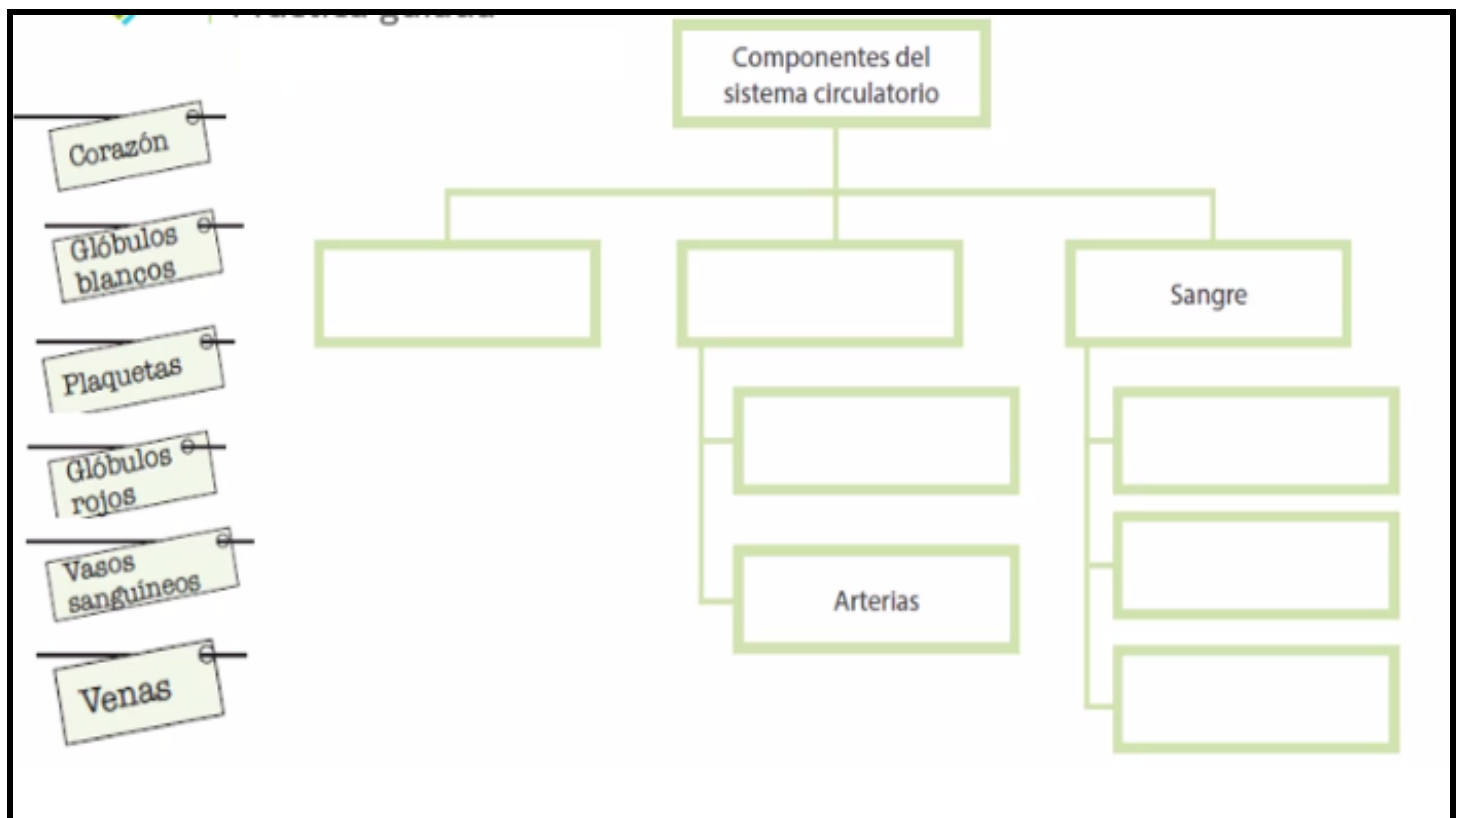 Componentes del
sistema circulatorio
Corazón
Glóbulos
blancos
Plaquetas
Glóbulos
rojos
Vasos
sanguíneos
Venas
Sangre
Arterias